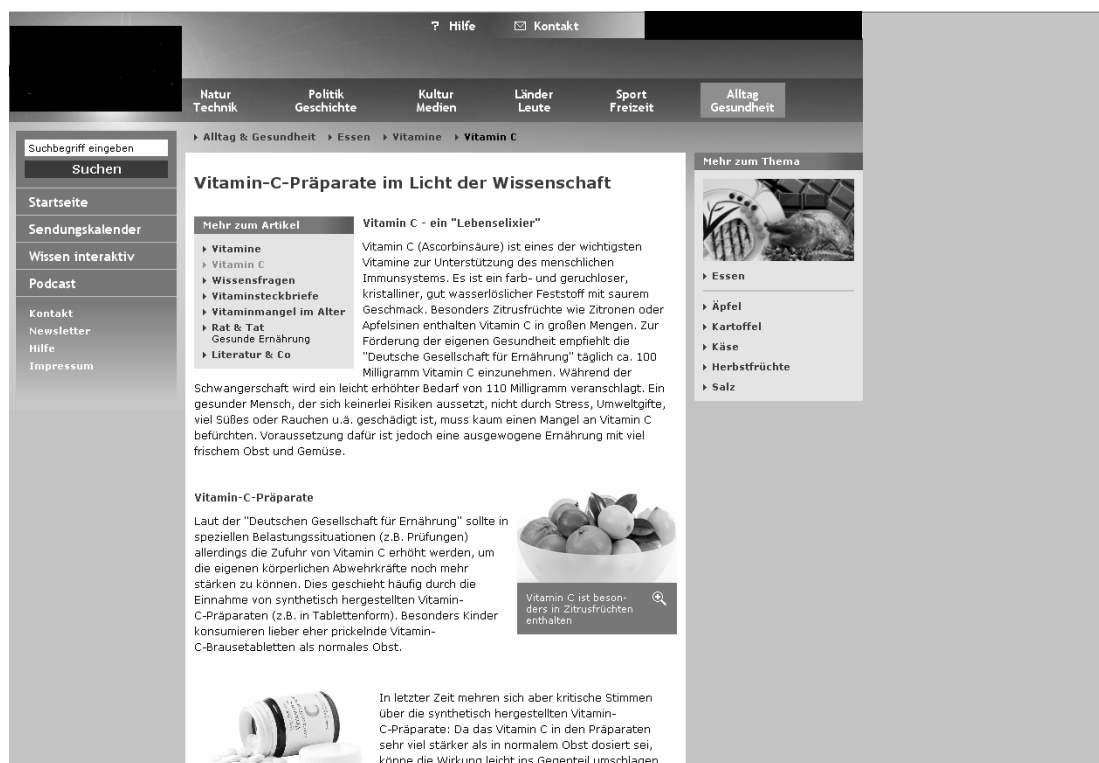 ? Hilfe
Kontakt
Natur
Technik
Politik
Geschichte
Kultur
Medien
Länder
Leute
Sport
Freizeit
Alltag
Gesundheit
Suchbegriff eingeben
Suchen
Startseite
Sendungskalender
Wissen interaktiv
Podcast
Kontakt
Newsletter
Hilfe
Impressum
Alltag & Gesundheit Essen Vitamine Vitamin C
Vitamin-C-Präparate im Licht der Wissenschaft
Mehr zum Artikel
Vitamine
Vitamin C
Wissensfragen
Vitaminsteckbriefe
Vitaminmangel im Alter
Rat & Tat
Gesunde Ernährung
Literatur & Co
Vitamin C - ein "Lebenselixier"
Vitamin C (Ascorbinsäure) ist eines der wichtigsten
Vitamine zur Unterstützung des menschlichen
Immunsystems. Es ist ein farb- und geruchloser,
kristalliner, gut wasserlöslicher Feststoff mit saurem
Geschmack. Besonders Zitrusfrüchte wie Zitronen oder
Apfelsinen enthalten Vitamin C in großen Mengen. Zur
Förderung der eigenen Gesundheit empfiehlt die
"Deutsche Gesellschaft für Ernährung" täglich ca. 100
Milligramm Vitamin C einzunehmen. Während der
Schwangerschaft wird ein leicht erhöhter Bedarf von 110 Milligramm veranschlagt. Ein
gesunder Mensch, der sich keinerlei Risiken aussetzt, nicht durch Stress, Umweltgifte,
viel Süßes oder Rauchen u.ä. geschädigt ist, muss kaum einen Mangel an Vitamin C
befürchten. Voraussetzung dafür ist jedoch eine ausgewogene Ernährung mit viel
frischem Obst und Gemüse.
Vitamin-C-Präparate
Laut der "Deutschen Gesellschaft für Ernährung" sollte in
speziellen Belastungssituationen (z.B. Prüfungen)
allerdings die Zufuhr von Vitamin C erhöht werden, um
die eigenen körperlichen Abwehrkräfte noch mehr
stärken zu können. Dies geschieht häufig durch die
Einnahme von synthetisch hergestellten Vitamin-
C-Präparaten (z.B. in Tablettenform). Besonders Kinder
konsumieren lieber eher prickelnde Vitamin-
C-Brausetabletten als normales Obst.
Vitamin C ist beson-
ders in Zitrusfrüchten
enthalten
In letzter Zeit mehren sich aber kritische Stimmen
über die synthetisch hergestellten Vitamin-
C-Präparate: Da das Vitamin C in den Präparaten
sehr viel stärker als in normalem Obst dosiert sei,
könne die Wirkung leicht ins Gegenteil umschlagen.
Mehr zum Thema
Essen
Äpfel
Kartoffel
Käse
Herbstfrüchte
Salz